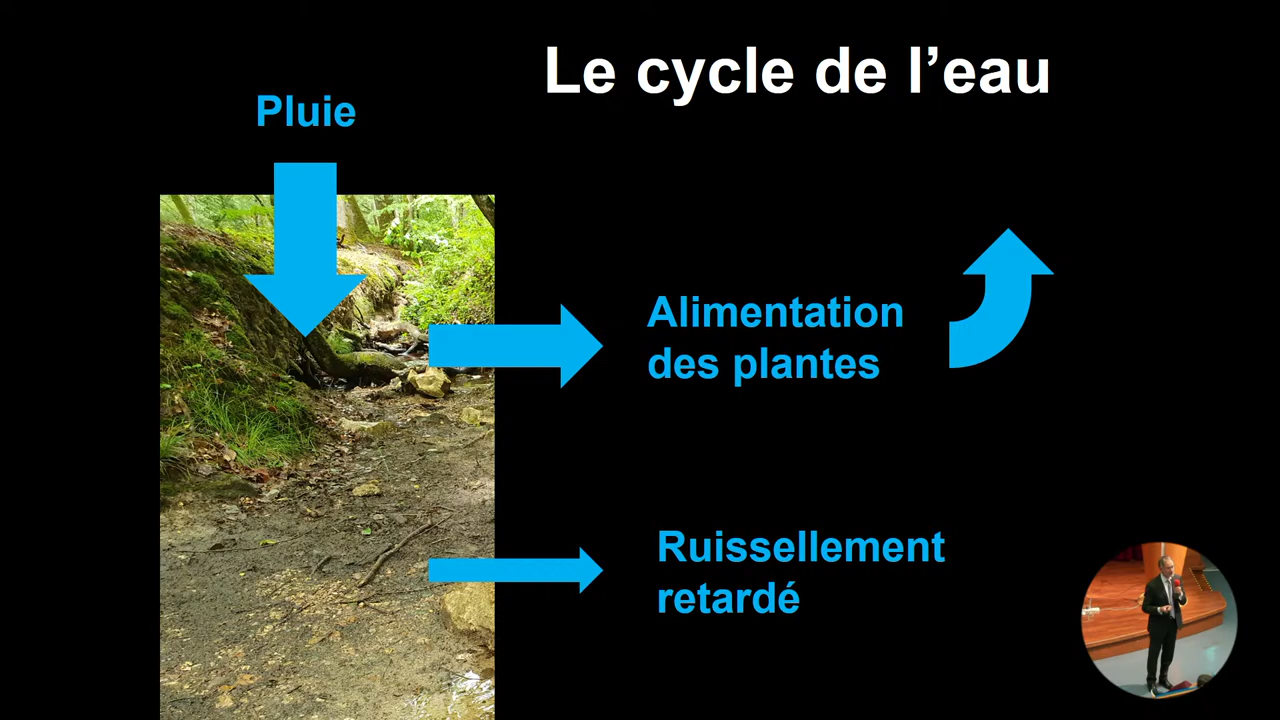 Le cycle de l’eau
Pluie
Alimentation
des plantes
Ruissellement
retardé